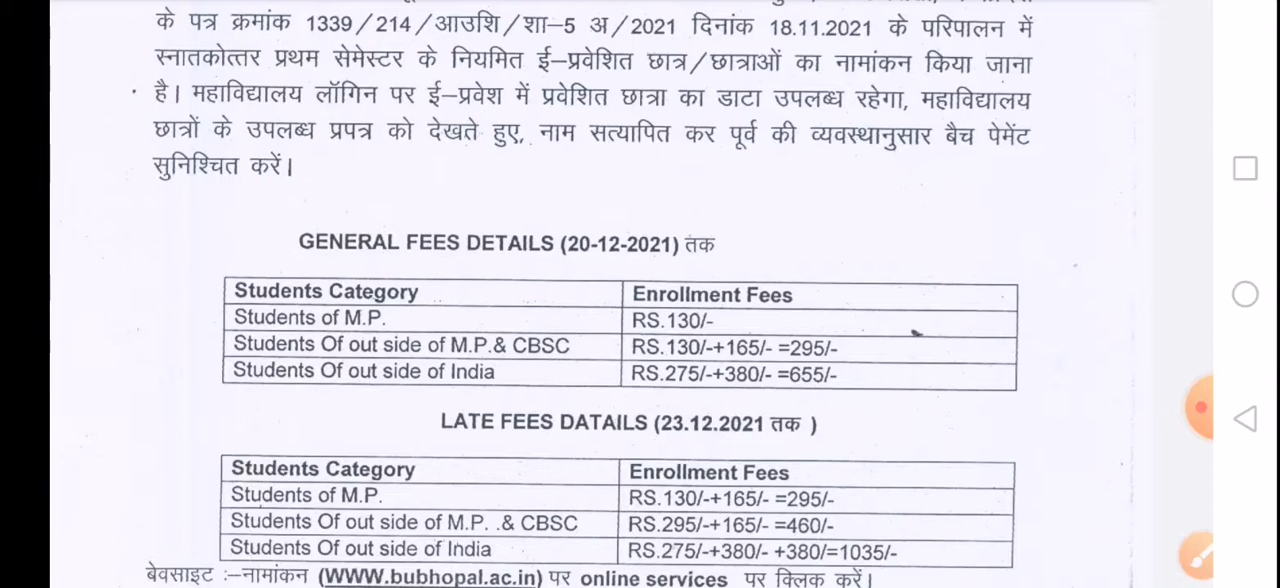 के पत्र क्रमांक 1339/214/आउशि/शा–5 अ/2021 दिनांक 18.11.2021 के परिपालन में
स्नातकोत्तर प्रथम सेमेस्टर के नियमित ई–प्रवेशित छात्र/छात्राओं का नामांकन किया जाना
है। महाविद्यालय लॉगिन पर ई–प्रवेश में प्रवेशित छात्रा का डाटा उपलब्ध रहेगा, महाविद्यालय
छात्रों के उपलब्ध प्रपत्र को देखते हुए, नाम सत्यापित कर पूर्व की व्यवस्थानुसार बैच पेमेंट
सुनिश्चित करें।
GENERAL FEES DETAILS (20-12-2021) तक
Students Category Enrollment Fees
Students of M.P. RS.130/-
Students Of out side of M.P.& CBSC RS.130/-+165/- =295/-
Students Of out side of India RS.275/-+380/- =655/-
LATE FEES DATAILS (23.12.2021 तक )
Students Category Enrollment Fees
Students of M.P. RS.130/-+165/- =295/-
Students Of out side of M.P. .& CBSC RS.295/-+165/- =460/-
Students Of out side of India RS.275/-+380/- +380/=1035/-
बेवसाइट :–नामांकन (WWW.bubhopal.ac.in) पर online services पर क्लिक करें।